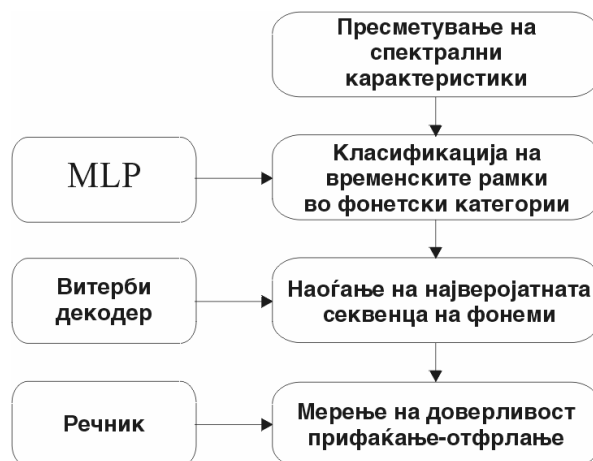 Пресметување на
спектрални
карактеристики
MLP
Класификација на
временските рамки
во фонетски категории
Витерби
декодер
Наоѓање на најверојатната
секвенца на фонеми
Речник
Мерење на доверливост
прифаќање-отфрлање